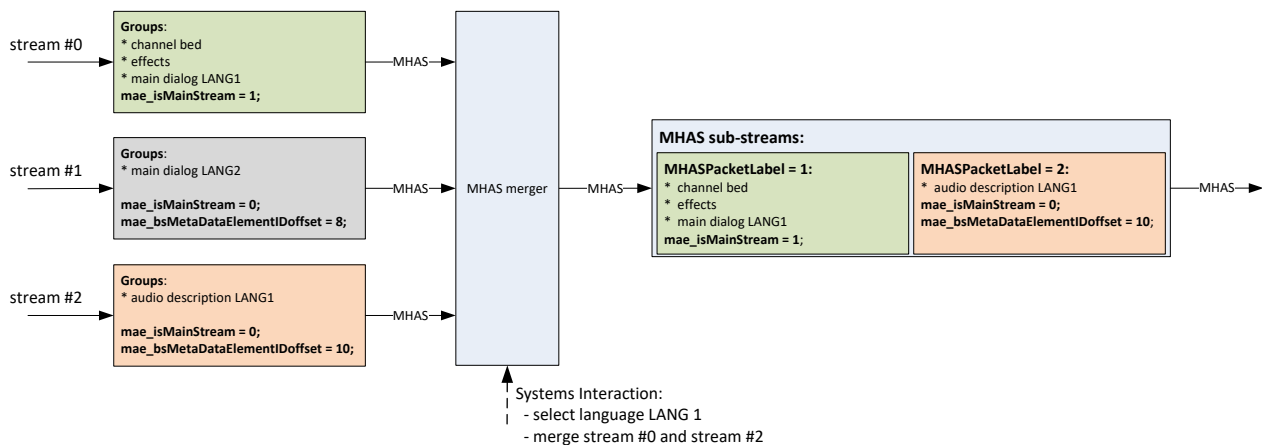 stream #0
Groups:
* channel bed
* effects
* main dialog LANG1
mae_isMainStream = 1;
MHAS
stream #1
Groups:
* main dialog LANG2
mae_isMainStream = 0;
mae_bsMetaDataElementIDoffset = 8;
MHAS
stream #2
Groups:
* audio description LANG1
mae_isMainStream = 0;
mae_bsMetaDataElementIDoffset = 10;
MHAS
MHAS merger
Systems Interaction:
- select language LANG 1
- merge stream #0 and stream #2
MHAS
MHAS sub-streams:
MHASPacketLabel = 1:
* channel bed
* effects
* main dialog LANG1
mae_isMainStream = 1;
MHASPacketLabel = 2:
* audio description LANG1
mae_isMainStream = 0;
mae_bsMetaDataElementIDoffset = 10;
MHAS